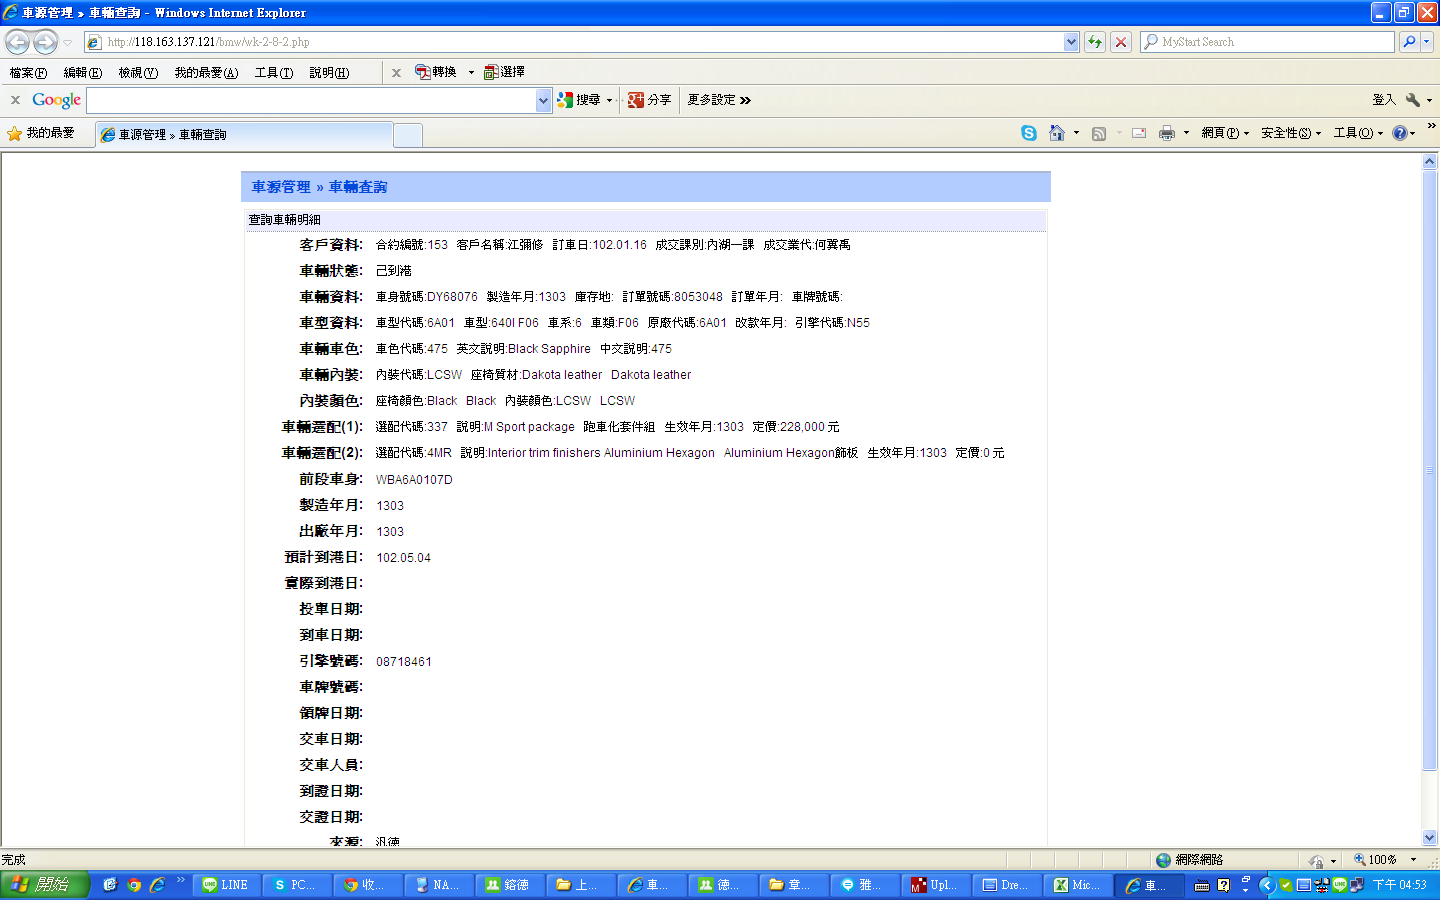 車源管理 » 車輛查詢 - Windows Internet Explorer
http://118.163.137.121/bmw/wk-2-8-2.php
MyStart Search
檔案(F) 編輯(E) 檢視(V) 我的最愛(A) 工具(T) 說明(H) 轉換 選擇
Google 搜尋 分享 更多設定 » 登入
我的最愛 車源管理 » 車輛查詢 網頁(P) 安全性(S) 工具(O)
車源管理 » 車輛查詢
查詢車輛明細
客戶資料: 合約編號:153 客戶名稱:江彌修 訂車日:102.01.16 成交課別:內湖一課 成交業代:何冀禹
車輛狀態: 己到港
車輛資料: 車身號碼:DY68076 製造年月:1303 庫存地: 訂單號碼:8053048 訂單年月: 車牌號碼:
車型資料: 車型代碼:6A01 車型:640I F06 車系:6 車類:F06 原廠代碼:6A01 改款年月: 引擎代碼:N55
車輛車色: 車色代碼:475 英文說明:Black Sapphire 中文說明:475
車輛內裝: 內裝代碼:LCSW 座椅質材:Dakota leather Dakota leather
內裝顏色: 座椅顏色:Black Black 內裝顏色:LCSW LCSW
車輛選配(1): 選配代碼:337 說明:M Sport package 跑車化套件組 生效年月:1303 定價:228,000 元
車輛選配(2): 選配代碼:4MR 說明:Interior trim finishers Aluminium Hexagon Aluminium Hexagon飾板 生效年月:1303 定價:0 元
前段車身: WBA6A0107D
製造年月: 1303
出廠年月: 1303
預計到港日: 102.05.04
實際到港日:
投單日期:
到車日期:
引擎號碼: 08718461
車牌號碼:
領牌日期:
交車日期:
交車人員:
到證日期:
交證日期:
來源: 汎德
完成 網際網路 100%
開始 LINE PC... 收... NA... 鎔德 上... 車... 德... 章... 雅... Upl... Dre... Mic... 車... 下午 04:53